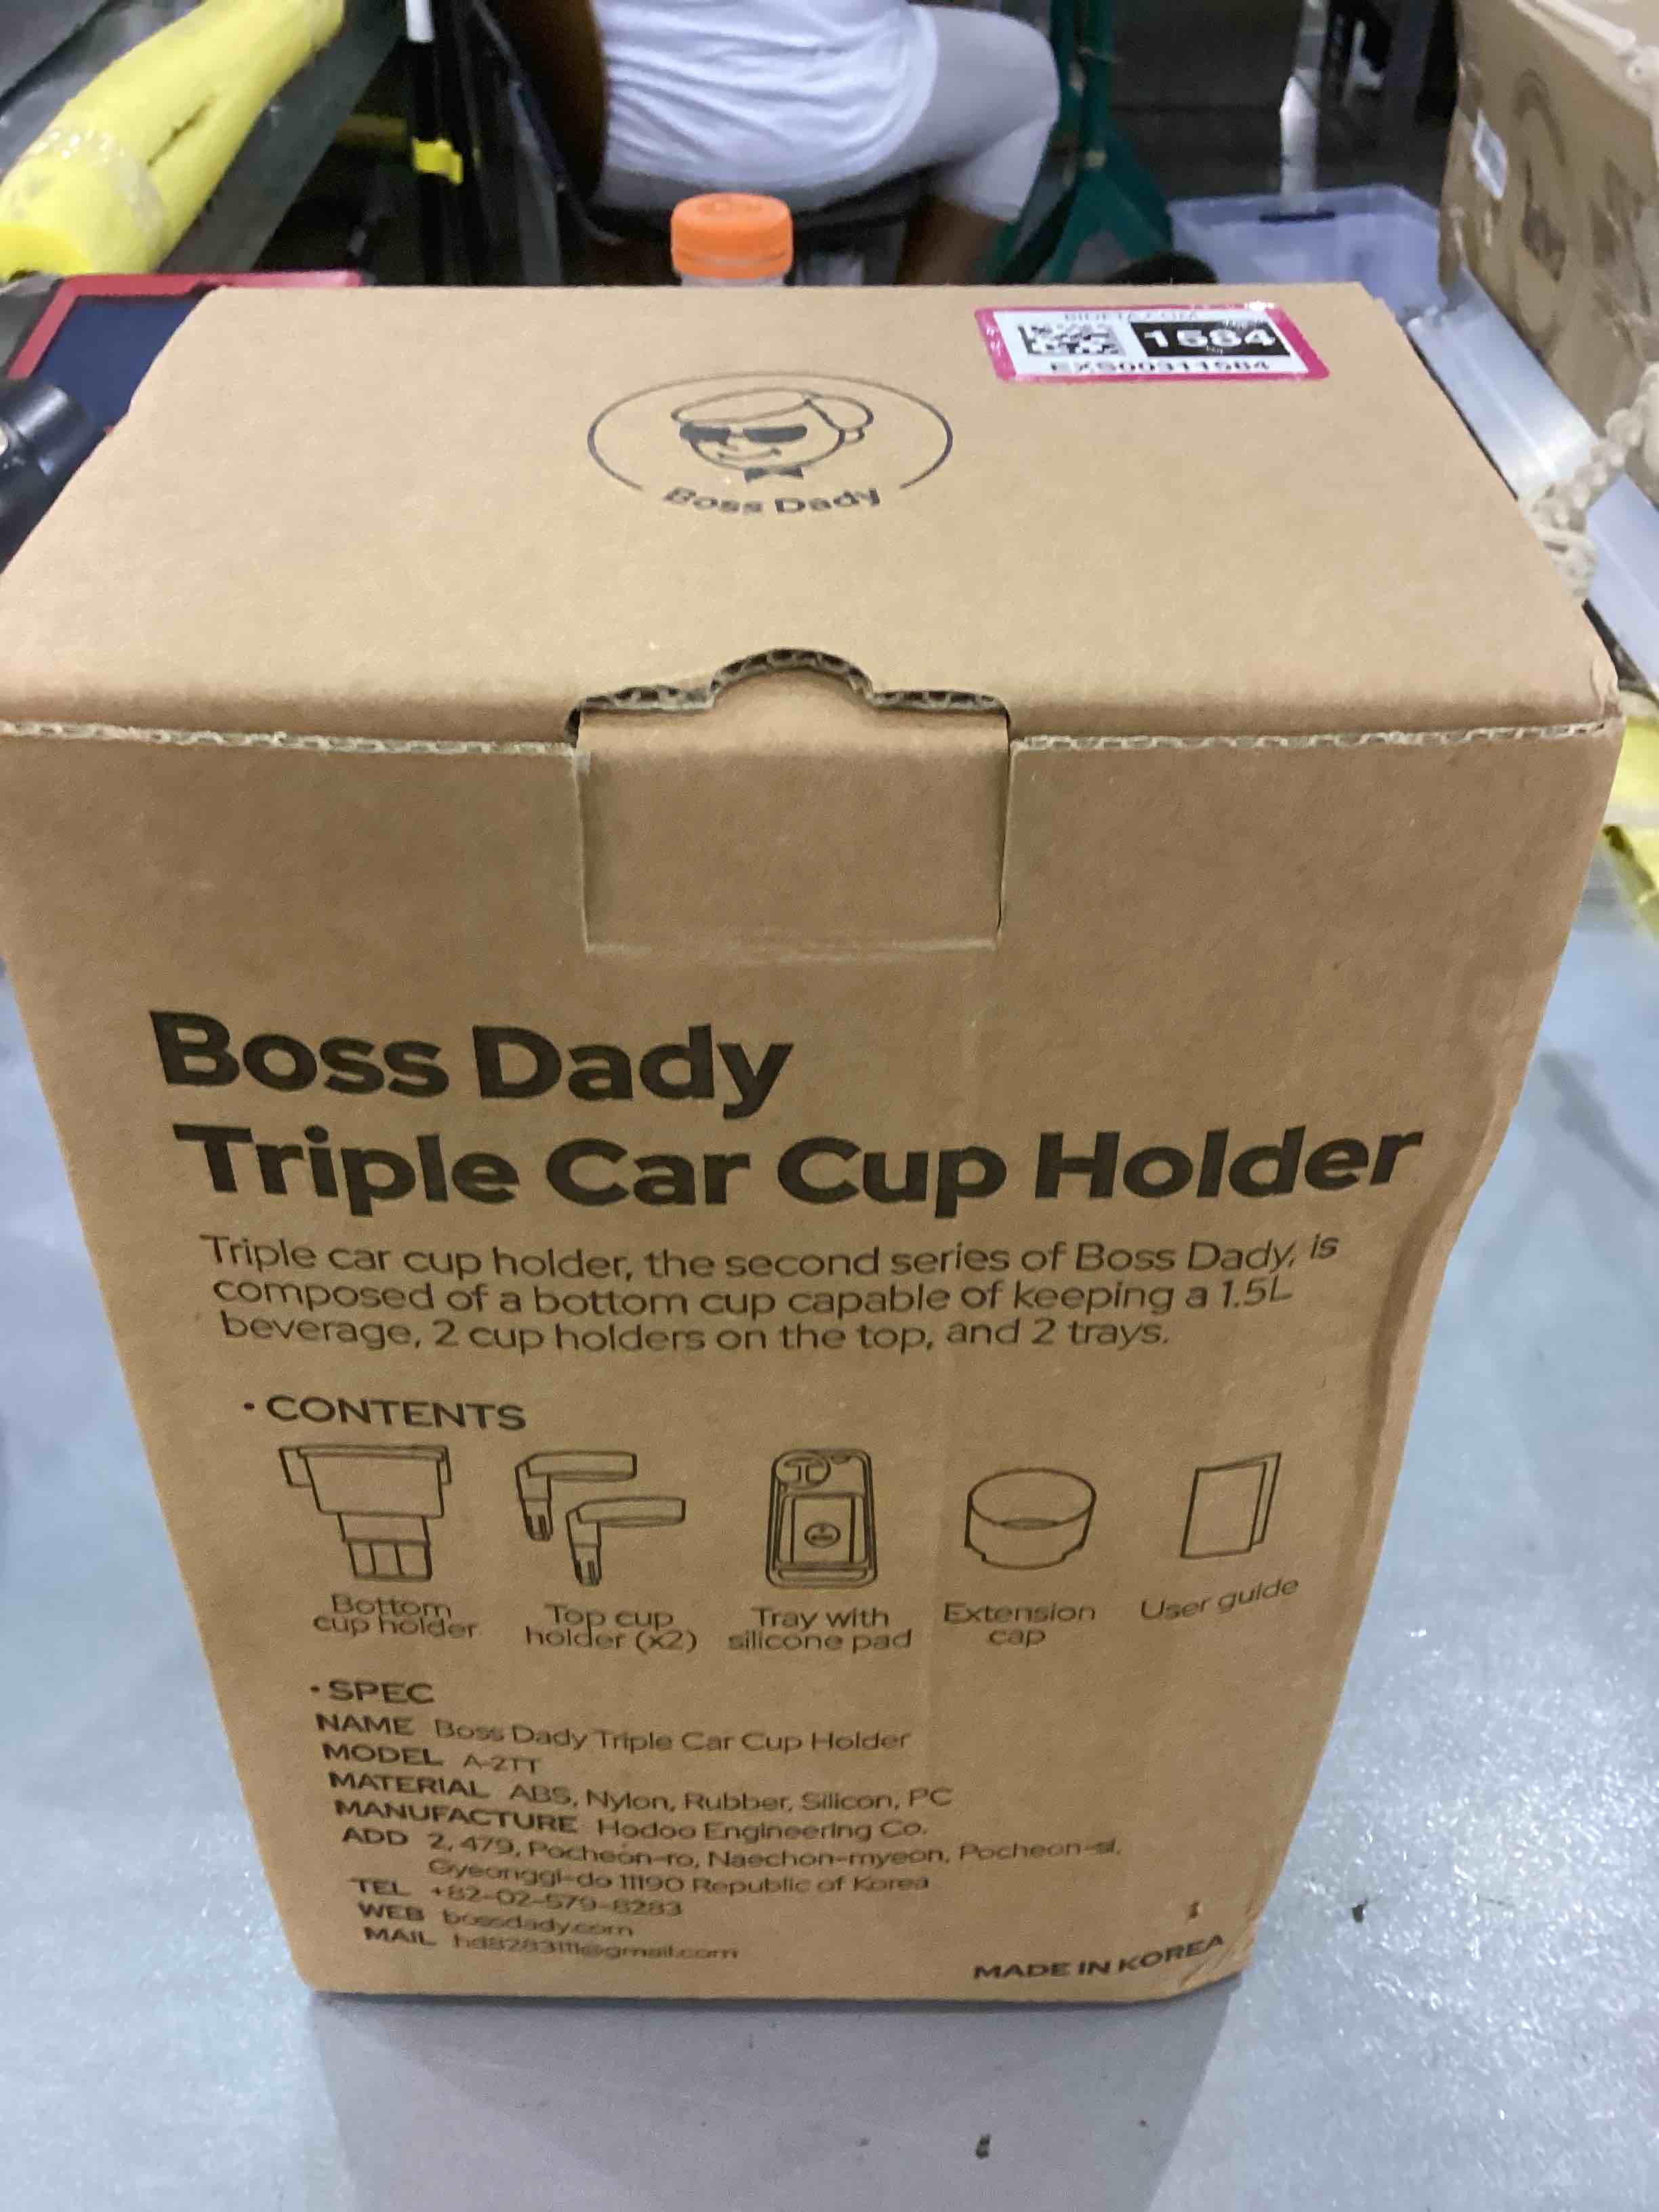 1584
EXS00311584
Boss Dady
Boss Dady
Triple Car Cup Holder
Triple car cup holder, the second series of Boss Dady, is
composed of a bottom cup capable of keeping a 1.5L
beverage, 2 cup holders on the top, and 2 trays.
· CONTENTS
Bottom
cup holder
Top cup
holder (x2)
Tray with
silicone pad
Extension
cap
User guide
· SPEC
NAME Boss Dady Triple Car Cup Holder
MODEL A-2TT
MATERIAL ABS, Nylon, Rubber, Silicon, PC
MANUFACTURE Hodoo Engineering Co.
ADD 2, 479, Pocheon-ro, Naechon-myeon, Pocheon-si,
Gyeonggi-do 11190 Republic of Korea
TEL +82-02-579-8283
WEB bossdady.com
MAIL hd8283111@gmail.com
MADE IN KOREA